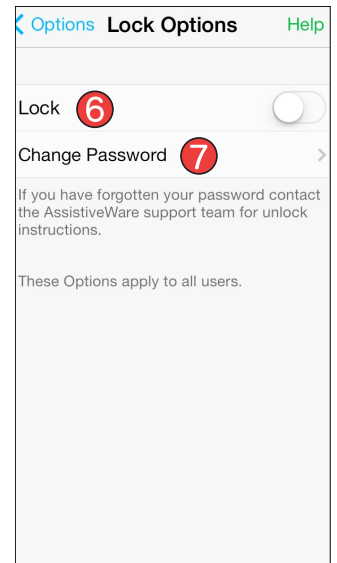 Options Lock Options Help
Lock 6
Change Password 7
If you have forgotten your password contact
the AssistiveWare support team for unlock
instructions.
These Options apply to all users.